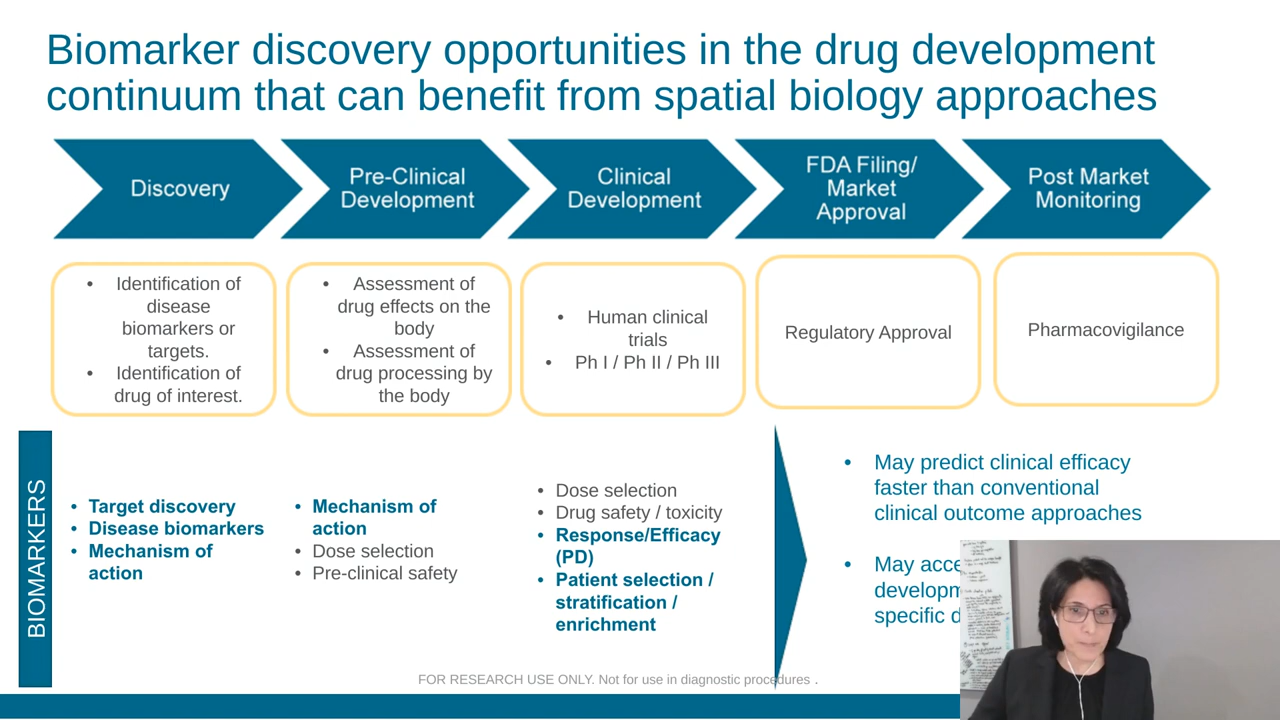 Biomarker discovery opportunities in the drug development
continuum that can benefit from spatial biology approaches
Discovery
Pre-Clinical
Development
Clinical
Development
FDA Filing/
Market
Approval
Post Market
Monitoring
• Identification of
disease
biomarkers or
targets.
• Identification of
drug of interest.
• Assessment of
drug effects on the
body
• Assessment of
drug processing by
the body
• Human clinical
trials
• Ph I / Ph II / Ph III
Regulatory Approval
Pharmacovigilance
BIOMARKERS
• Target discovery
• Disease biomarkers
• Mechanism of
action
• Mechanism of
action
• Dose selection
• Pre-clinical safety
• Dose selection
• Drug safety / toxicity
• Response/Efficacy
(PD)
• Patient selection /
stratification /
enrichment
• May predict clinical efficacy
faster than conventional
clinical outcome approaches
• May
specific
FOR RESEARCH USE ONLY. Not for use in diagnostic procedures .